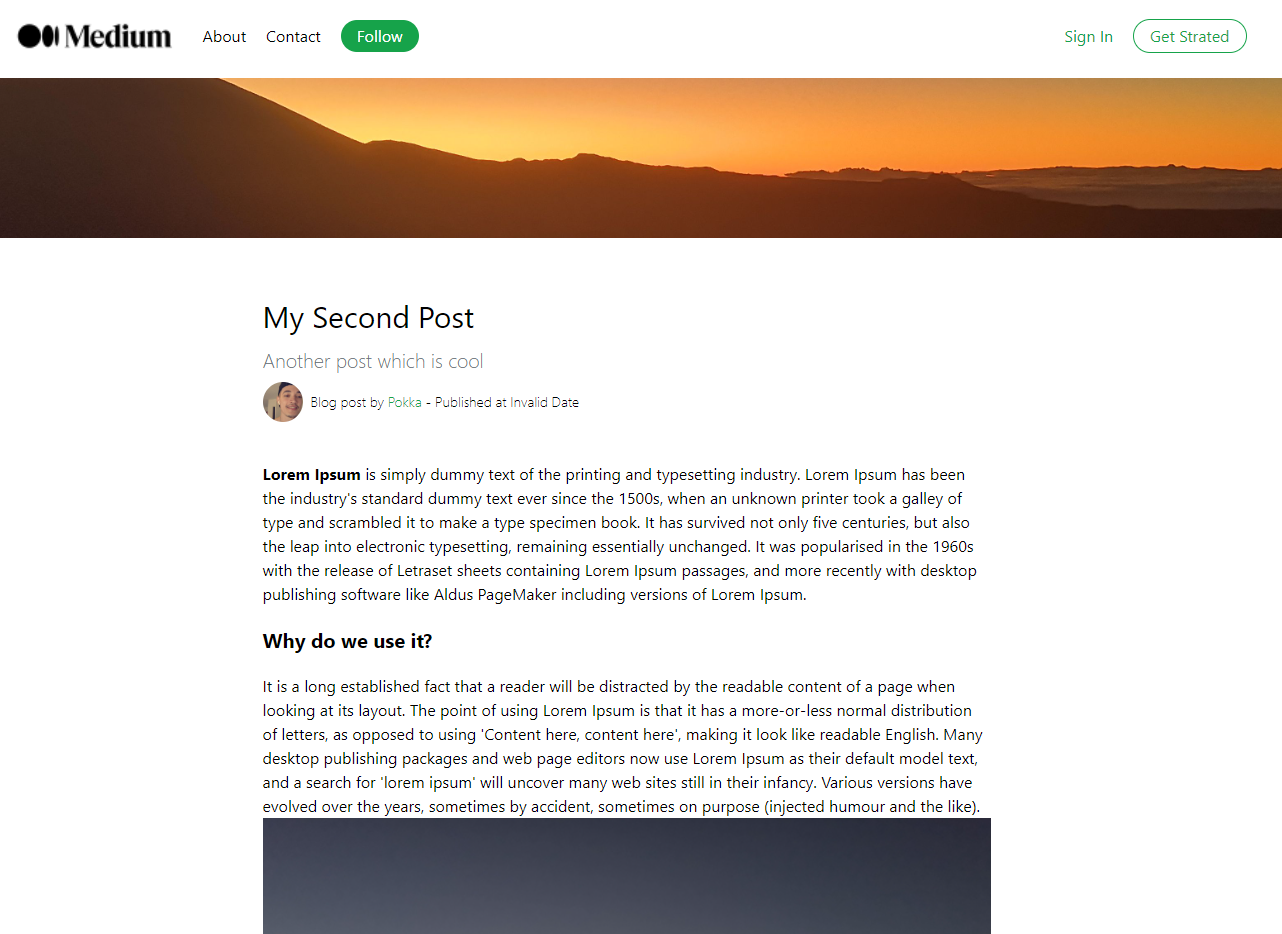 Medium About Contact Follow Sign In Get Strated
My Second Post
Another post which is cool
Blog post by Pokka - Published at Invalid Date
Lorem Ipsum is simply dummy text of the printing and typesetting industry. Lorem Ipsum has been
the industry's standard dummy text ever since the 1500s, when an unknown printer took a galley of
type and scrambled it to make a type specimen book. It has survived not only five centuries, but also
the leap into electronic typesetting, remaining essentially unchanged. It was popularised in the 1960s
with the release of Letraset sheets containing Lorem Ipsum passages, and more recently with desktop
publishing software like Aldus PageMaker including versions of Lorem Ipsum.
Why do we use it?
It is a long established fact that a reader will be distracted by the readable content of a page when
looking at its layout. The point of using Lorem Ipsum is that it has a more-or-less normal distribution
of letters, as opposed to using 'Content here, content here', making it look like readable English. Many
desktop publishing packages and web page editors now use Lorem Ipsum as their default model text,
and a search for 'lorem ipsum' will uncover many web sites still in their infancy. Various versions have
evolved over the years, sometimes by accident, sometimes on purpose (injected humour and the like).